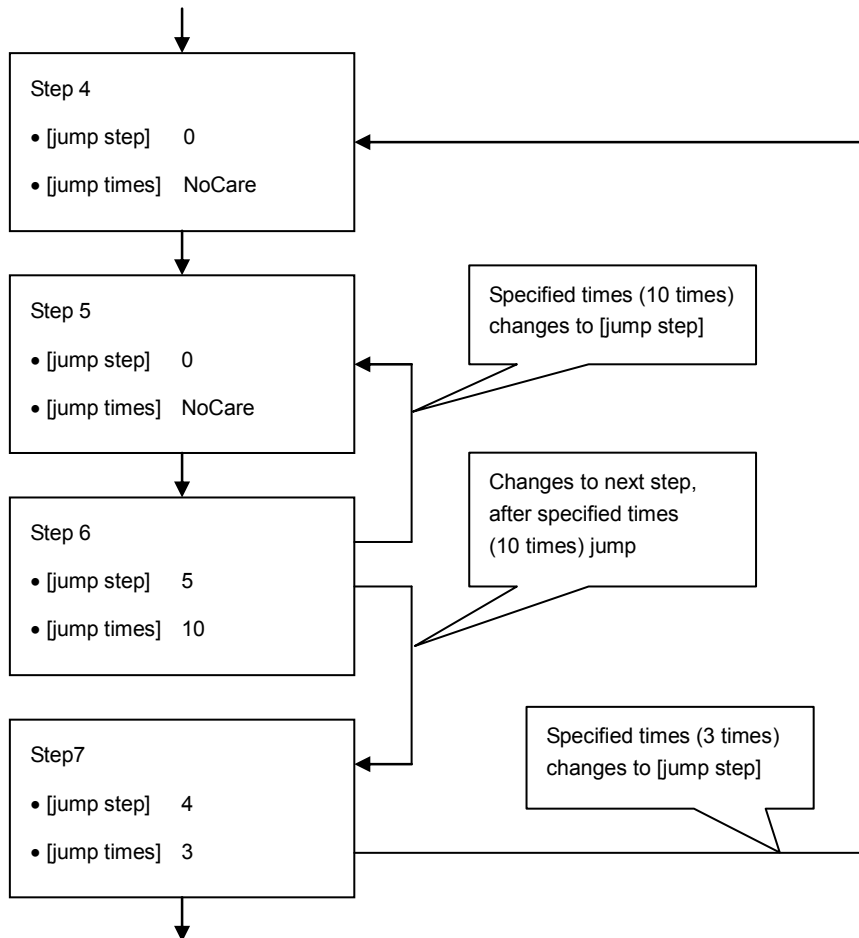 Step 4
• [jump step] 0
• [jump times] NoCare
Step 5
• [jump step] 0
• [jump times] NoCare
Specified times (10 times)
changes to [jump step]
Step 6
• [jump step] 5
• [jump times] 10
Changes to next step,
after specified times
(10 times) jump
Step7
• [jump step] 4
• [jump times] 3
Specified times (3 times)
changes to [jump step]